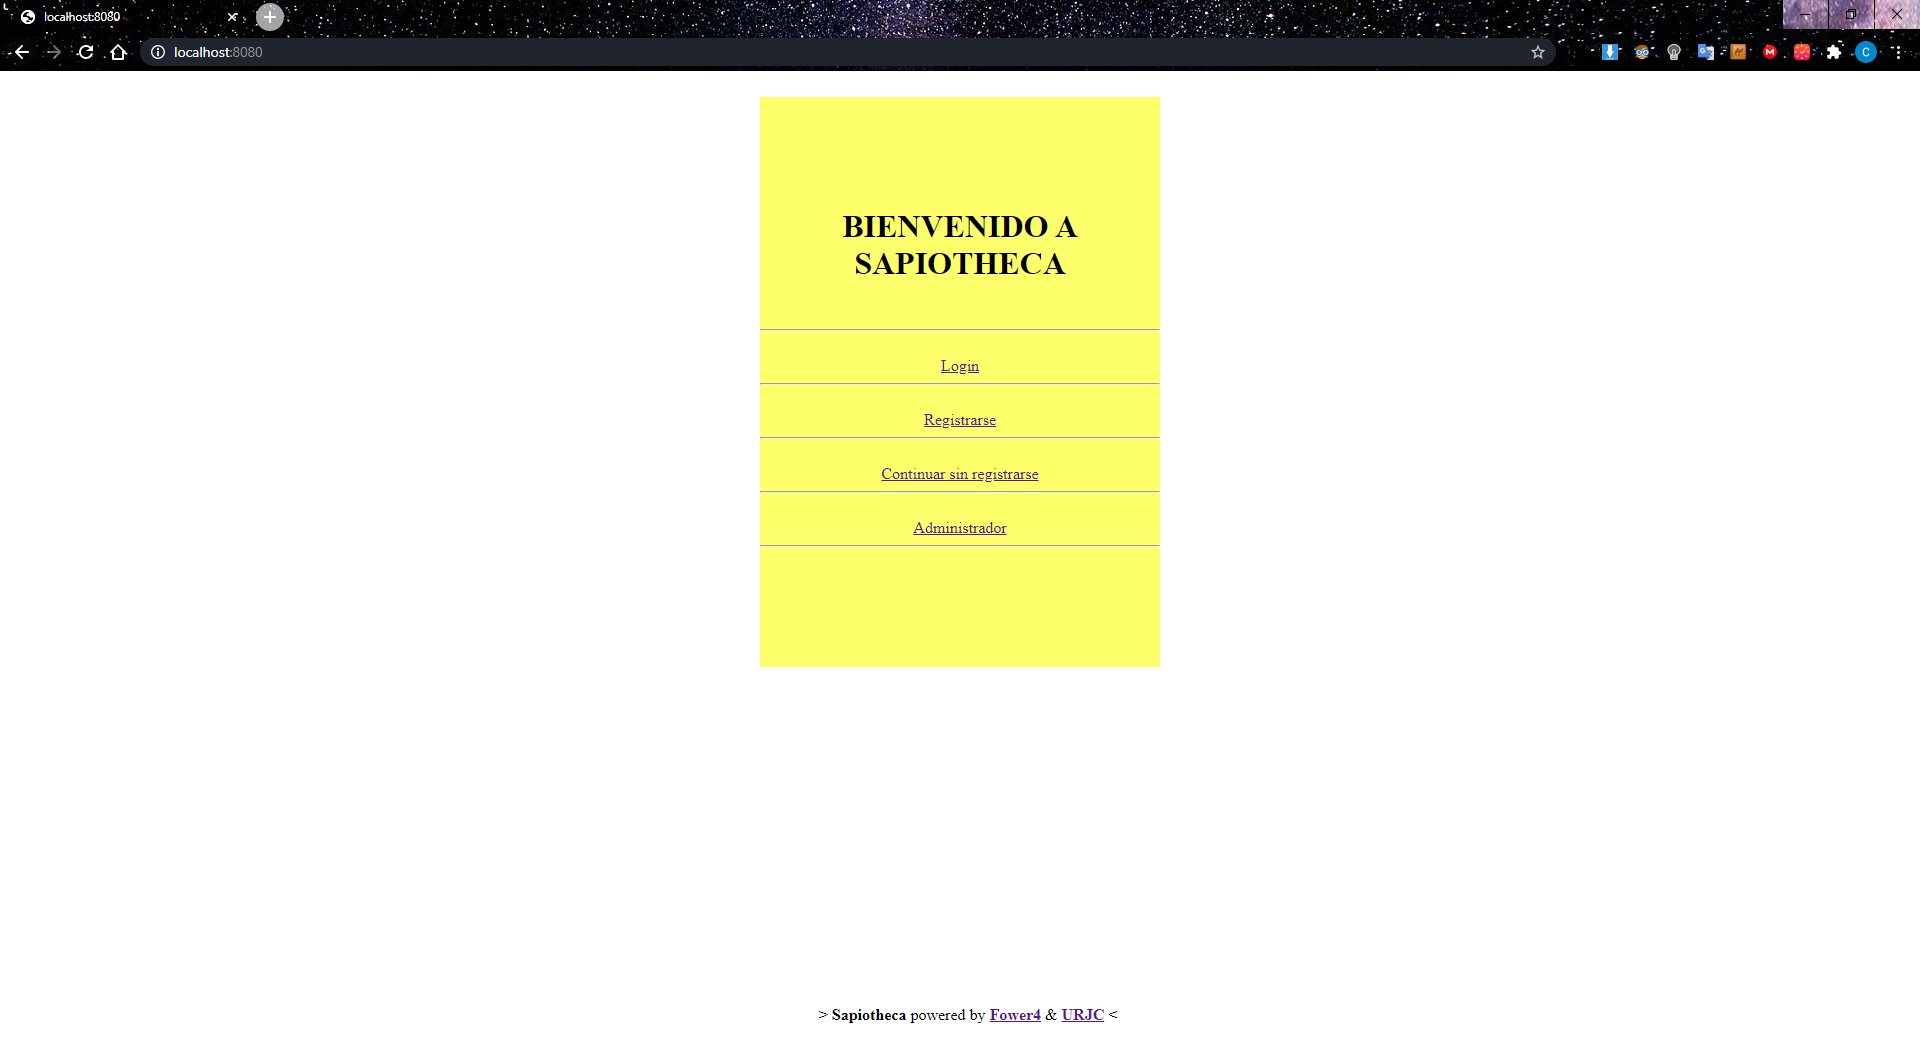 localhost:8080
localhost:8080
C
BIENVENIDO A
SAPIOTHECA
Login
Registrarse
Continuar sin registrarse
Administrador
> Sapiotheca powered by Fower4 & URJC <